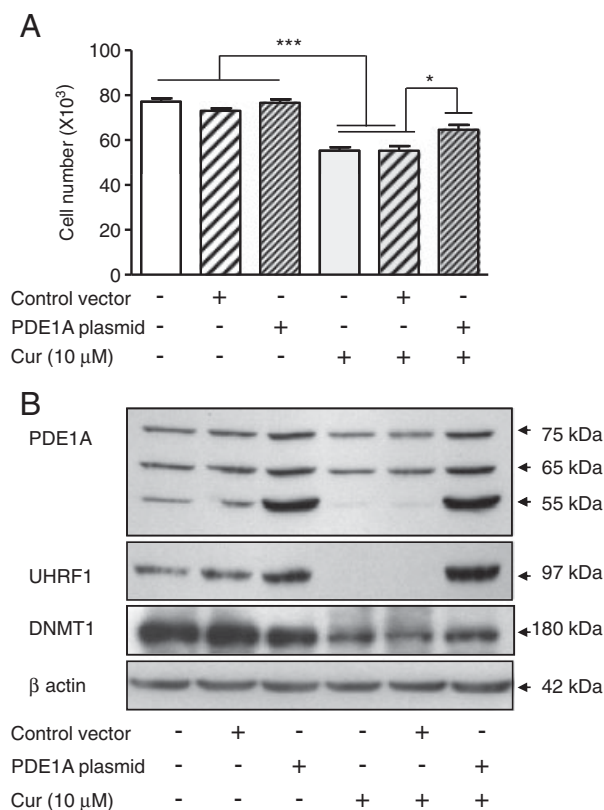 A
***
*
100
80
60
40
20
0
Cell number (X10³)
Control vector - + - - + -
PDE1A plasmid - - + - - +
Cur (10 μM) - - - + + +
B
PDE1A
75 kDa
65 kDa
55 kDa
UHRF1 97 kDa
DNMT1 180 kDa
β actin 42 kDa
Control vector - + - - + -
PDE1A plasmid - - + - - +
Cur (10 μM) - - - + + +